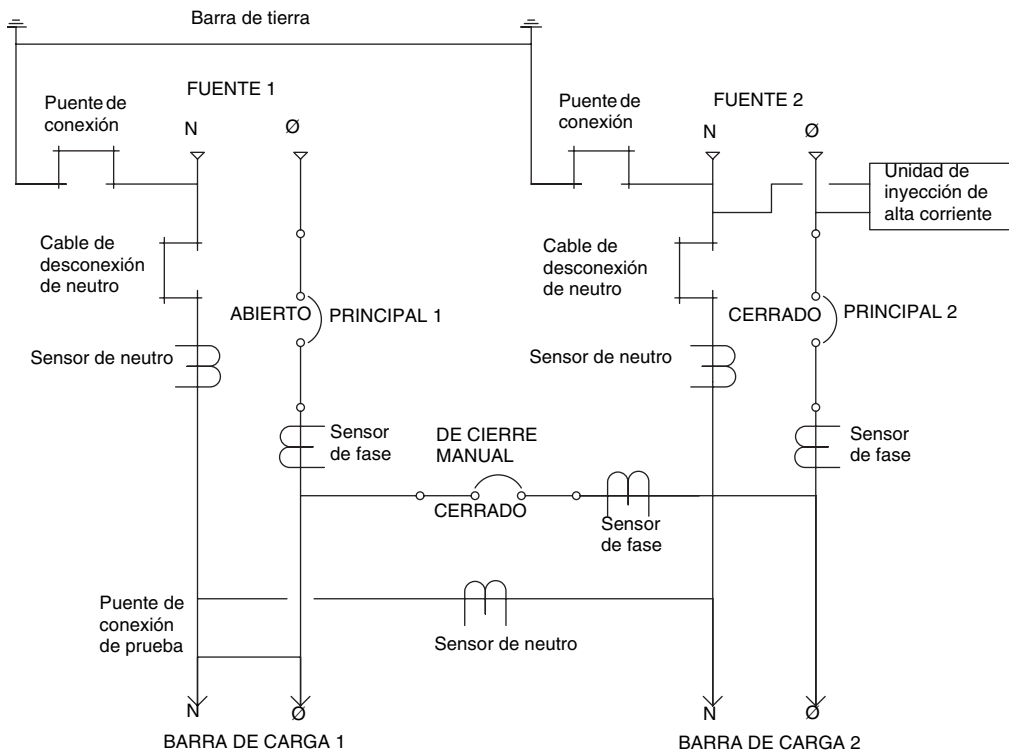 Barra de tierra
FUENTE 1
FUENTE 2
Puente de
conexión
Puente de
conexión
N
Ø
N
Ø
Unidad de
inyección de
alta corriente
Cable de
desconexión
de neutro
Cable de
desconexión
de neutro
ABIERTO
PRINCIPAL 1
CERRADO
PRINCIPAL 2
Sensor de neutro
Sensor de neutro
Sensor
de fase
DE CIERRE
MANUAL
CERRADO
Sensor
de fase
Sensor
de fase
Puente de
conexión
de prueba
Sensor de neutro
N
Ø
N
Ø
BARRA DE CARGA 1
BARRA DE CARGA 2